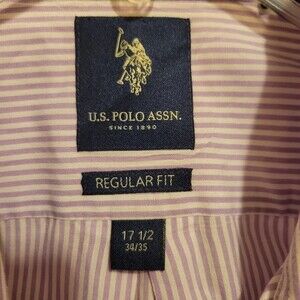 U.S. POLO ASSN.
SINCE 1890
REGULAR FIT
17 1/2
34/35